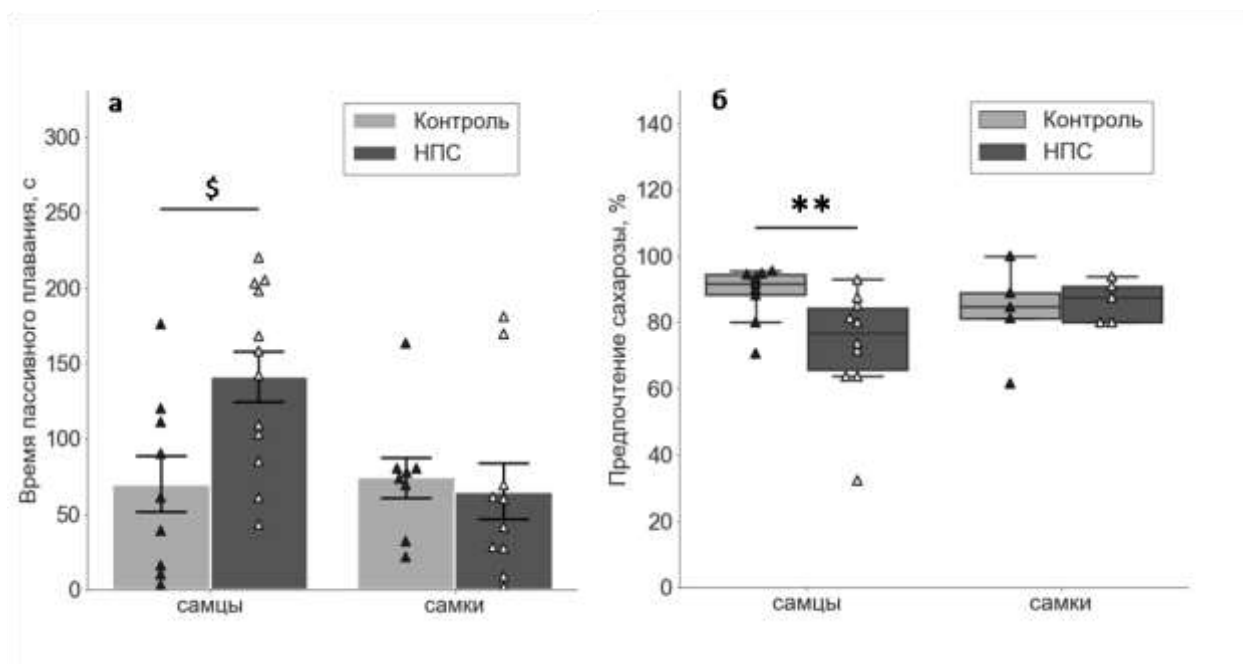 а
Контроль
НПС
$
Время пассивного плавания, с
300
250
200
150
100
50
0
самцы
самки
б
Контроль
НПС
**
Предпочтение сахарозы, %
140
120
100
80
60
40
20
0
самцы
самки